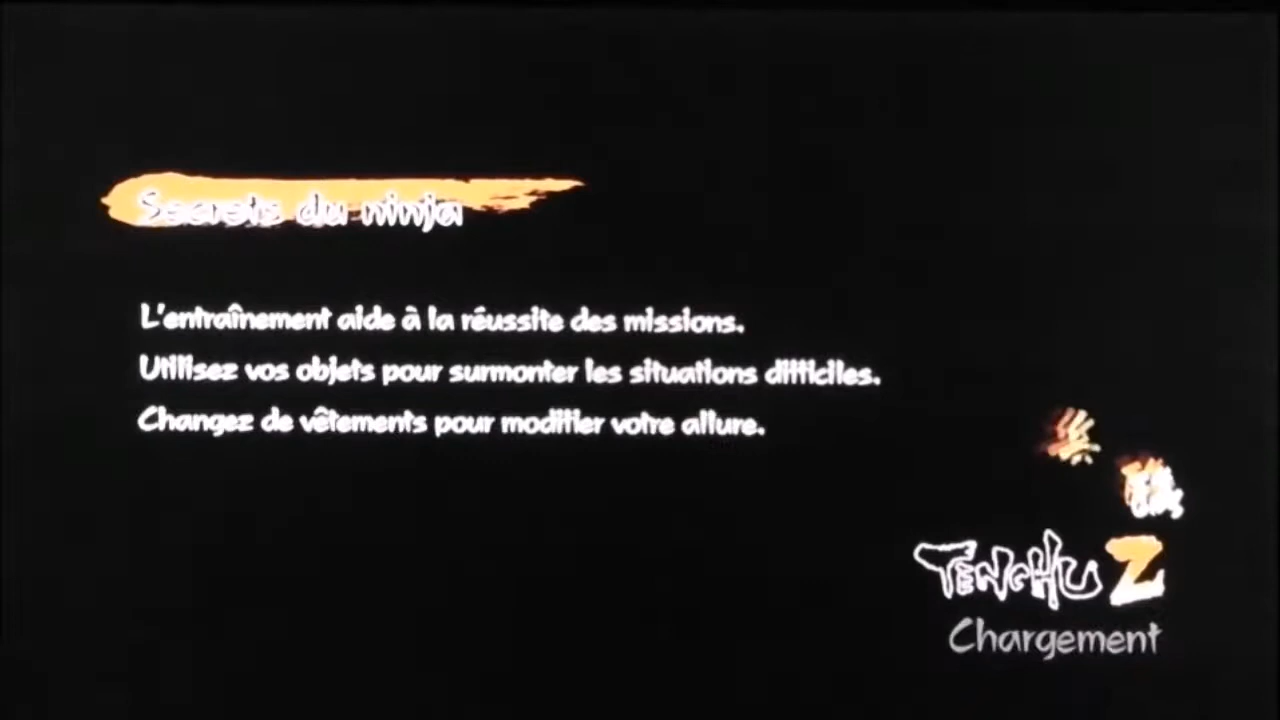 Secrets du ninja
L'entraînement aide à la réussite des missions.
Utilisez vos objets pour surmonter les situations difficiles.
Changez de vêtements pour modifier votre allure.
TENCHU Z
Chargement